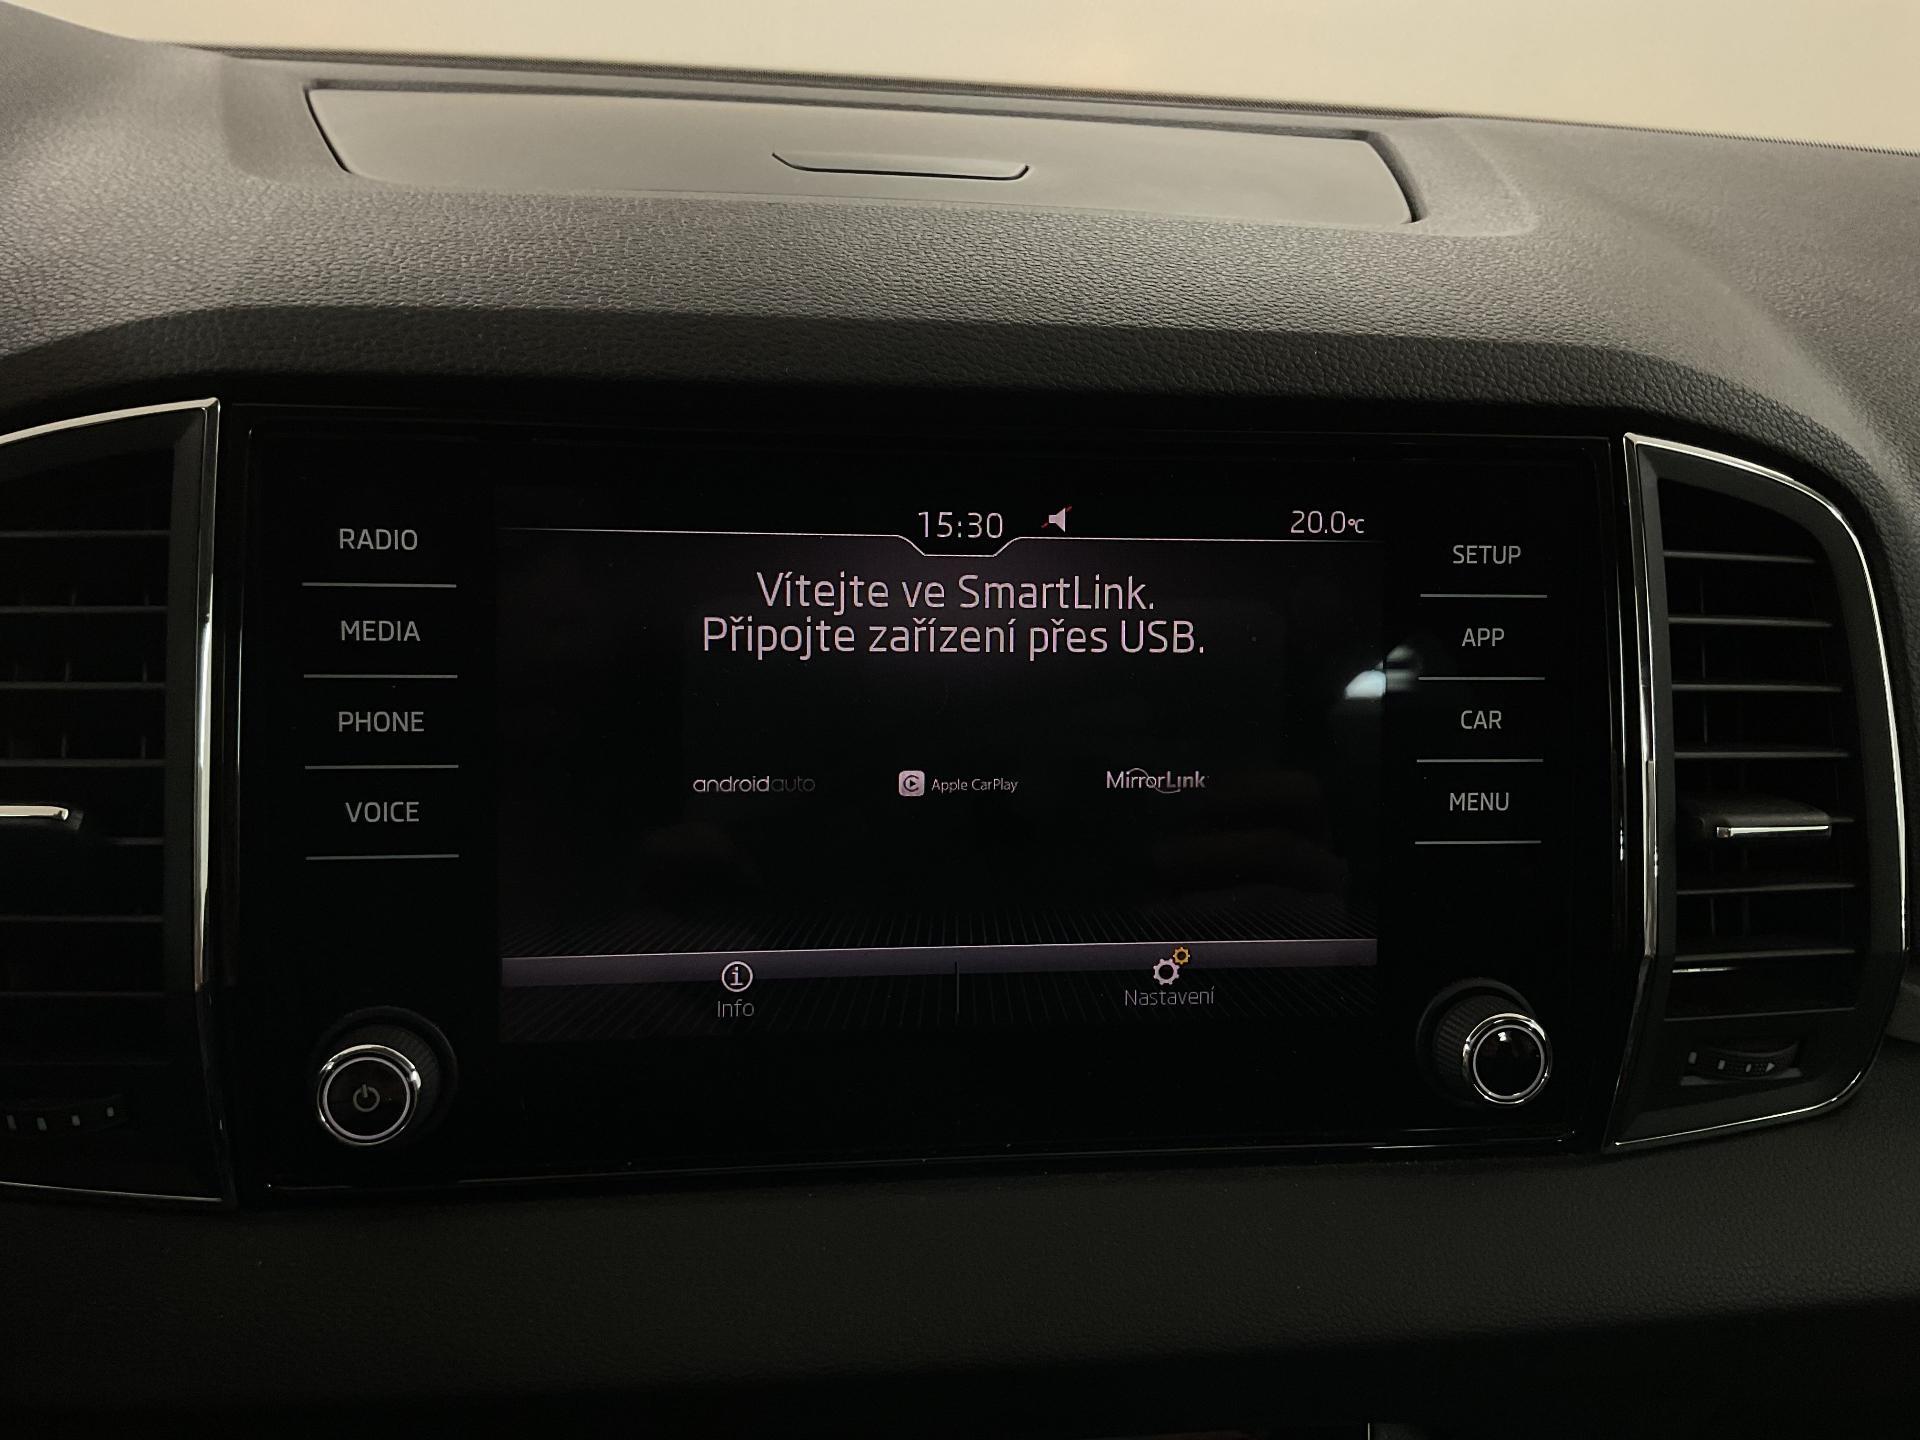 15:30
20.0°C
RADIO
MEDIA
PHONE
VOICE
Vítejte ve SmartLink.
Připojte zařízení přes USB.
androidauto
Apple CarPlay
MirrorLink
Info
Nastavení
SETUP
APP
CAR
MENU